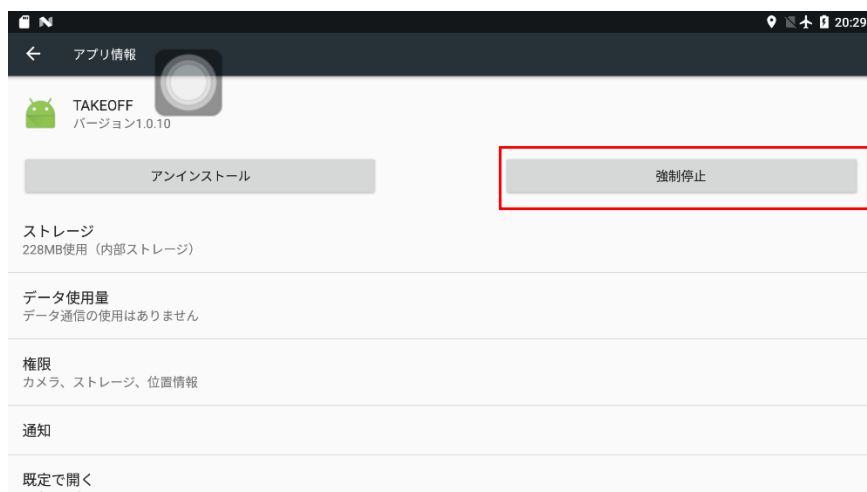 20:29
アプリ情報
TAKEOFF
バージョン1.0.10
アンインストール
強制停止
ストレージ
228MB使用（内部ストレージ）
データ使用量
データ通信の使用はありません
権限
カメラ、ストレージ、位置情報
通知
既定で開く